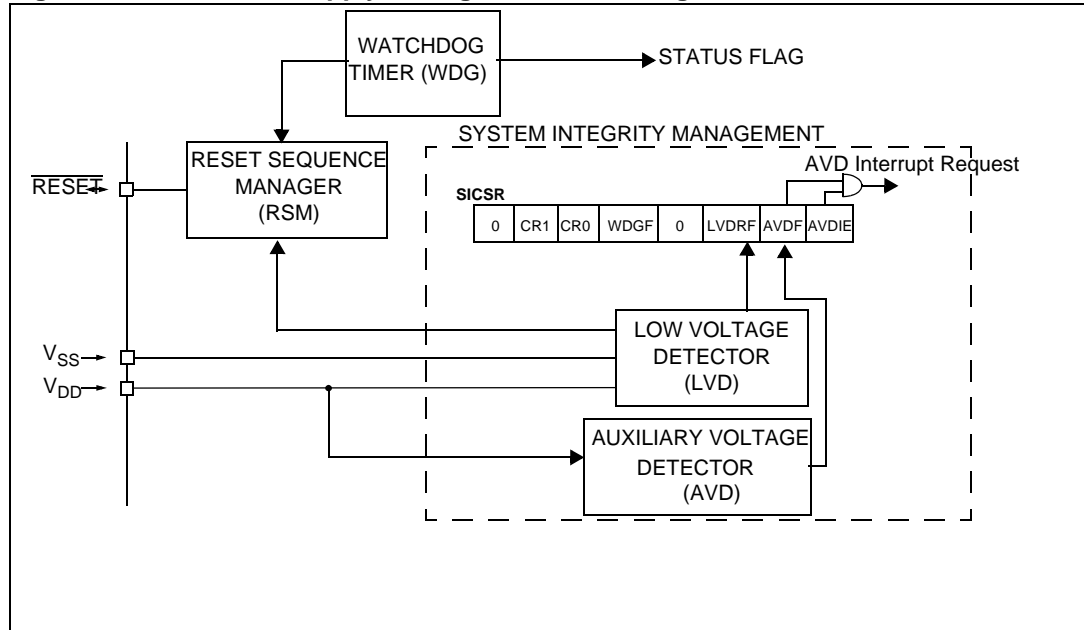 WATCHDOG
TIMER (WDG)
STATUS FLAG
SYSTEM INTEGRITY MANAGEMENT
RESET SEQUENCE
MANAGER
(RSM)
AVD Interrupt Request
RESET
SICSR
0 CR1 CR0 WDGF 0 LVDRF AVDF AVDIE
LOW VOLTAGE
DETECTOR
(LVD)
VSS
VDD
AUXILIARY VOLTAGE
DETECTOR
(AVD)